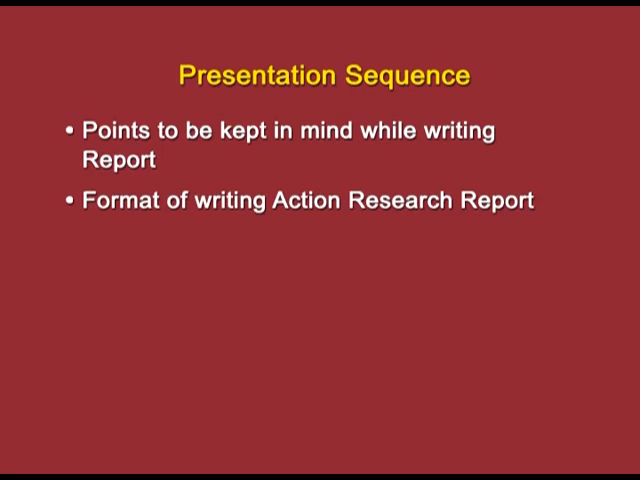 Presentation Sequence
• Points to be kept in mind while writing
Report
• Format of writing Action Research Report